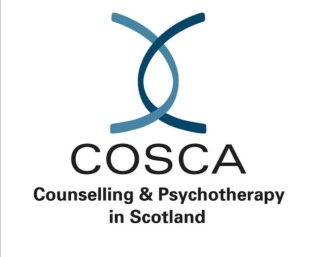 COSCA
Counselling & Psychotherapy
in Scotland